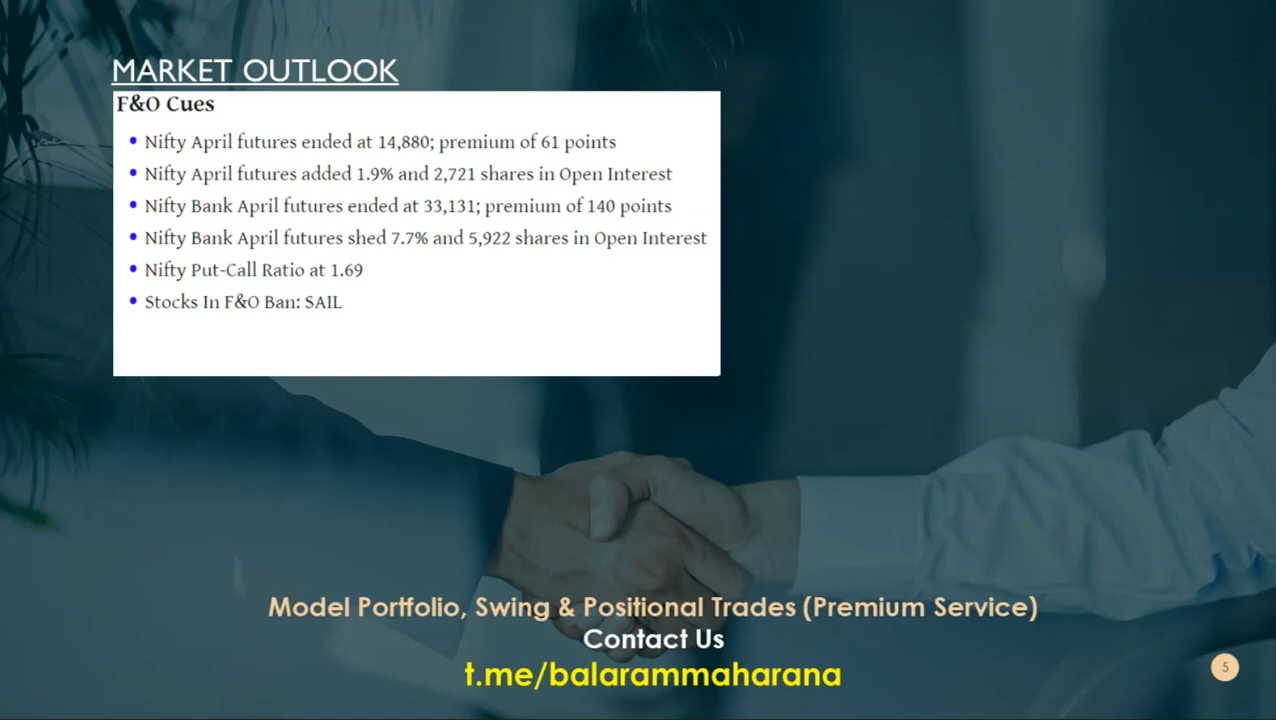 MARKET OUTLOOK
F&O Cues
• Nifty April futures ended at 14,880; premium of 61 points
• Nifty April futures added 1.9% and 2,721 shares in Open Interest
• Nifty Bank April futures ended at 33,131; premium of 140 points
• Nifty Bank April futures shed 7.7% and 5,922 shares in Open Interest
• Nifty Put-Call Ratio at 1.69
• Stocks In F&O Ban: SAIL
Model Portfolio, Swing & Positional Trades (Premium Service)
Contact Us
t.me/balarammaharana
5